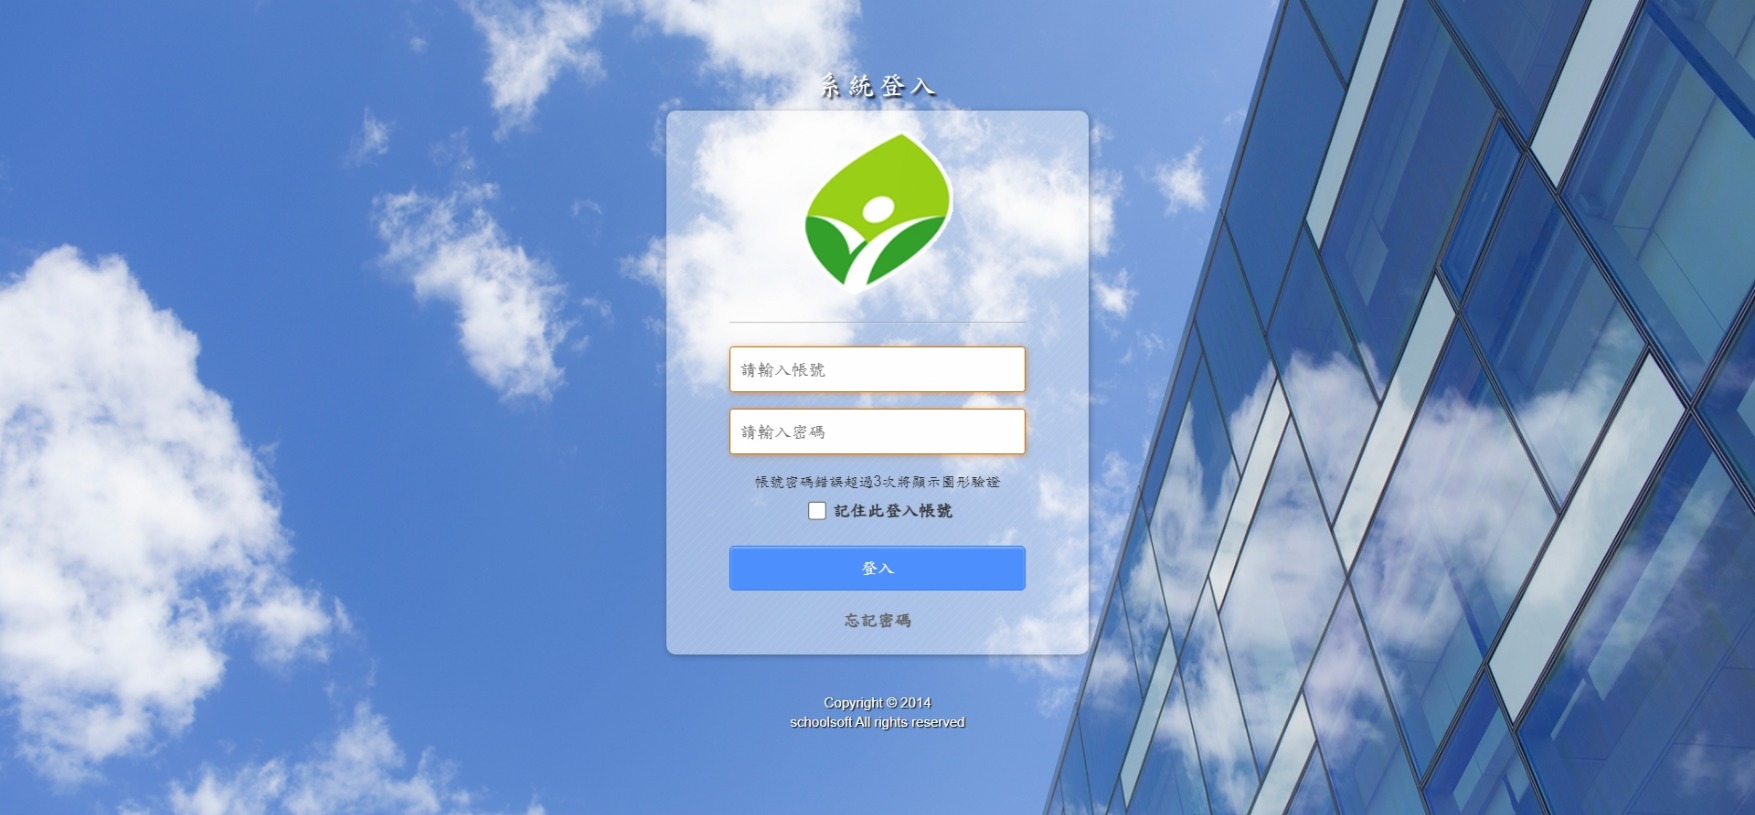 系統登入
請輸入帳號
請輸入密碼
帳號密碼錯誤超過3次將顯示圖形驗證
記住此登入帳號
登入
忘記密碼
Copyright © 2014
schoolsoft All rights reserved